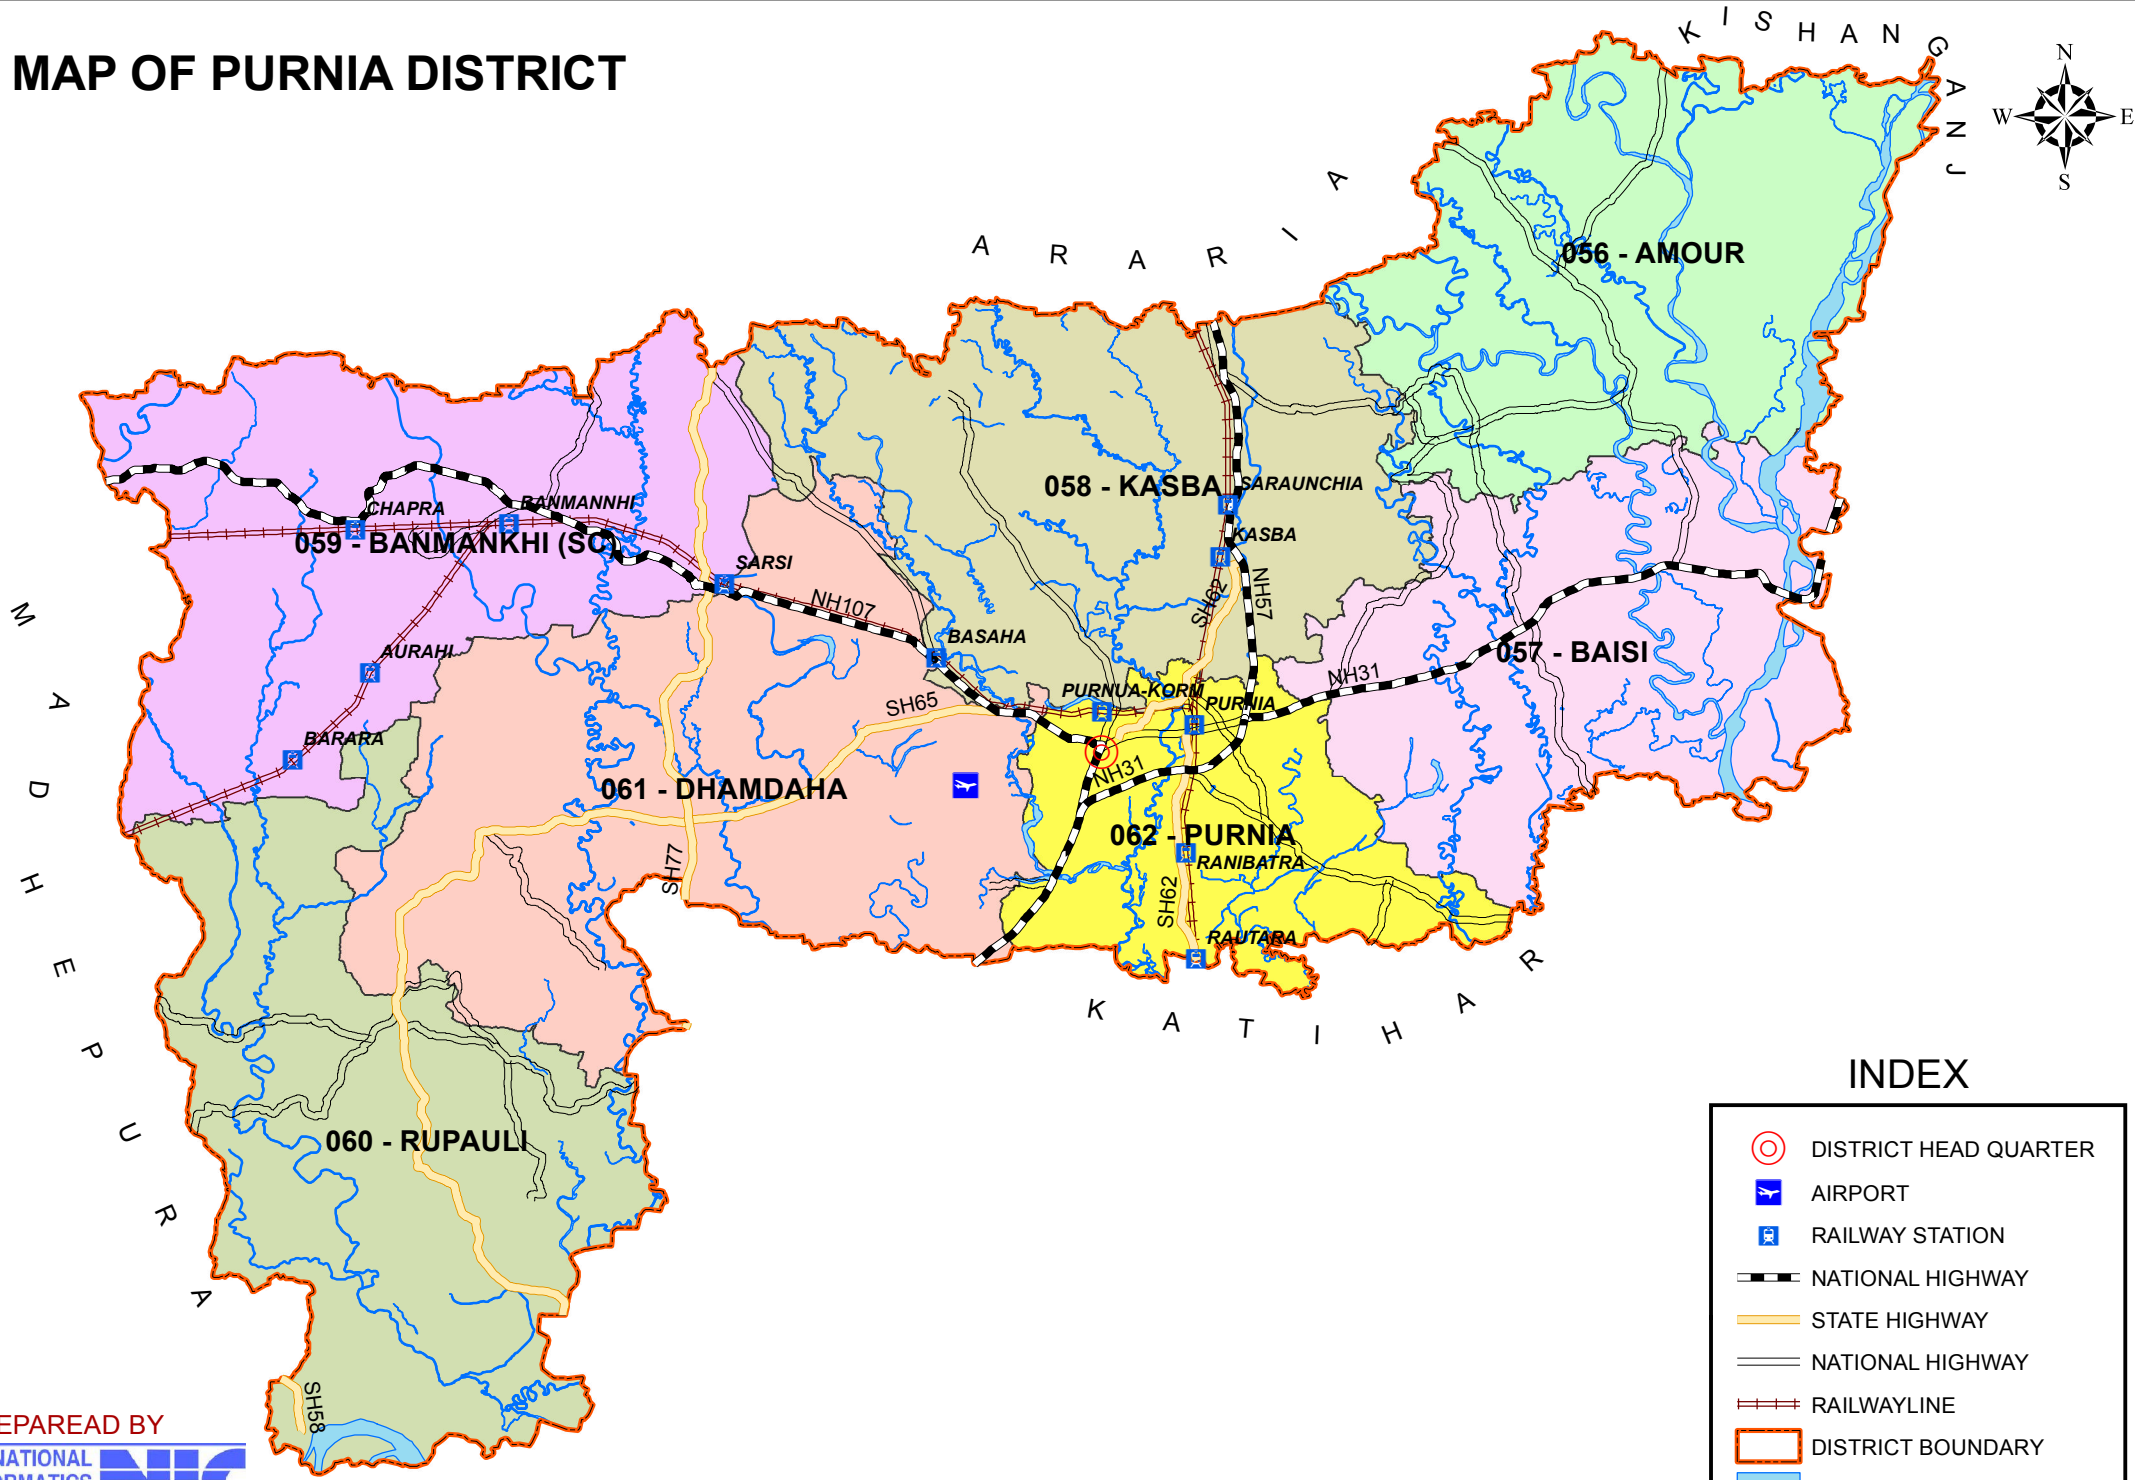 MAP OF PURNIA DISTRICT
KISHANGANJ
N
W
E
S
ARARIA
056 - AMOUR
058 - KASBA
SARAUNCHIA
KASBA
CHAPRA
BANMANNHI
059 - BANMANKHI (SC)
SARSI
NH107
SH62
NH57
BASAHA
AURAHI
057 - BAISI
NH31
SH65
PURNUA-KORM
PURNIA
BARARA
NH31
061 - DHAMDAHA
062 - PURNIA
RANIBATRA
SH77
SH62
RAUTARA
MADHEPURA
KATIHAR
060 - RUPAULI
SH58
INDEX
DISTRICT HEAD QUARTER
AIRPORT
RAILWAY STATION
NATIONAL HIGHWAY
STATE HIGHWAY
NATIONAL HIGHWAY
RAILWAYLINE
DISTRICT BOUNDARY
EPAREAD BY
NATIONAL
NIC